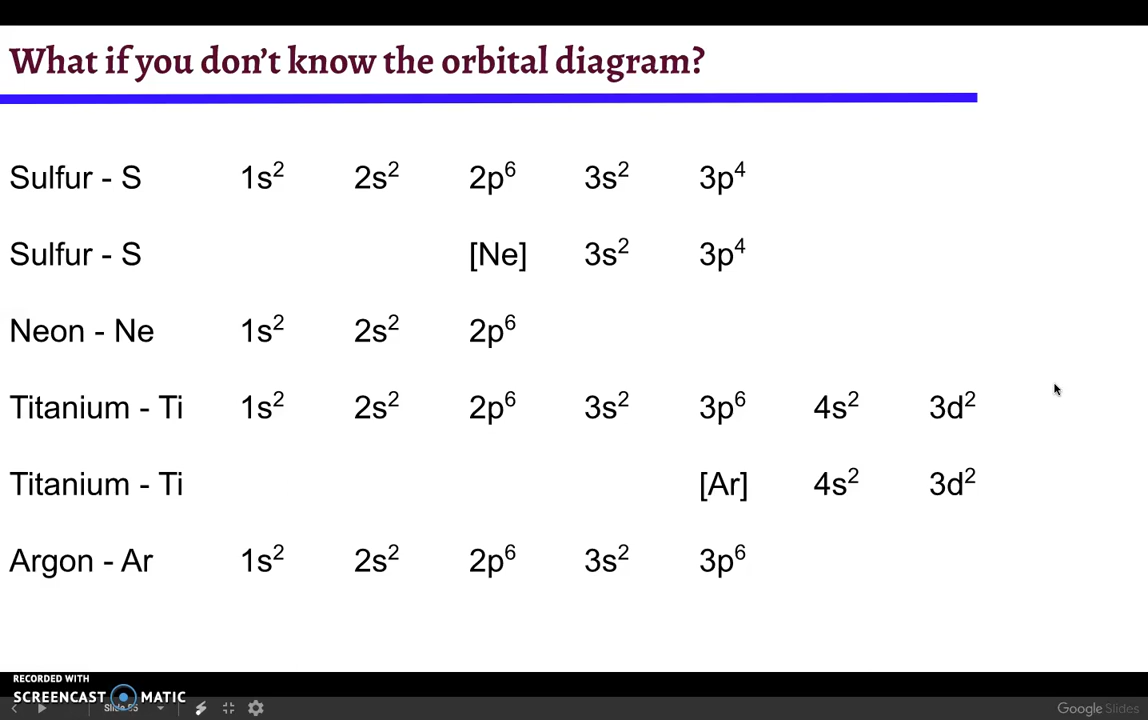 What if you don't know the orbital diagram?
Sulfur - S 1s² 2s² 2p⁶ 3s² 3p⁴
Sulfur - S [Ne] 3s² 3p⁴
Neon - Ne 1s² 2s² 2p⁶
Titanium - Ti 1s² 2s² 2p⁶ 3s² 3p⁶ 4s² 3d²
Titanium - Ti [Ar] 4s² 3d²
Argon - Ar 1s² 2s² 2p⁶ 3s² 3p⁶
RECORDED WITH
SCREENCAST MATIC
Google Slides